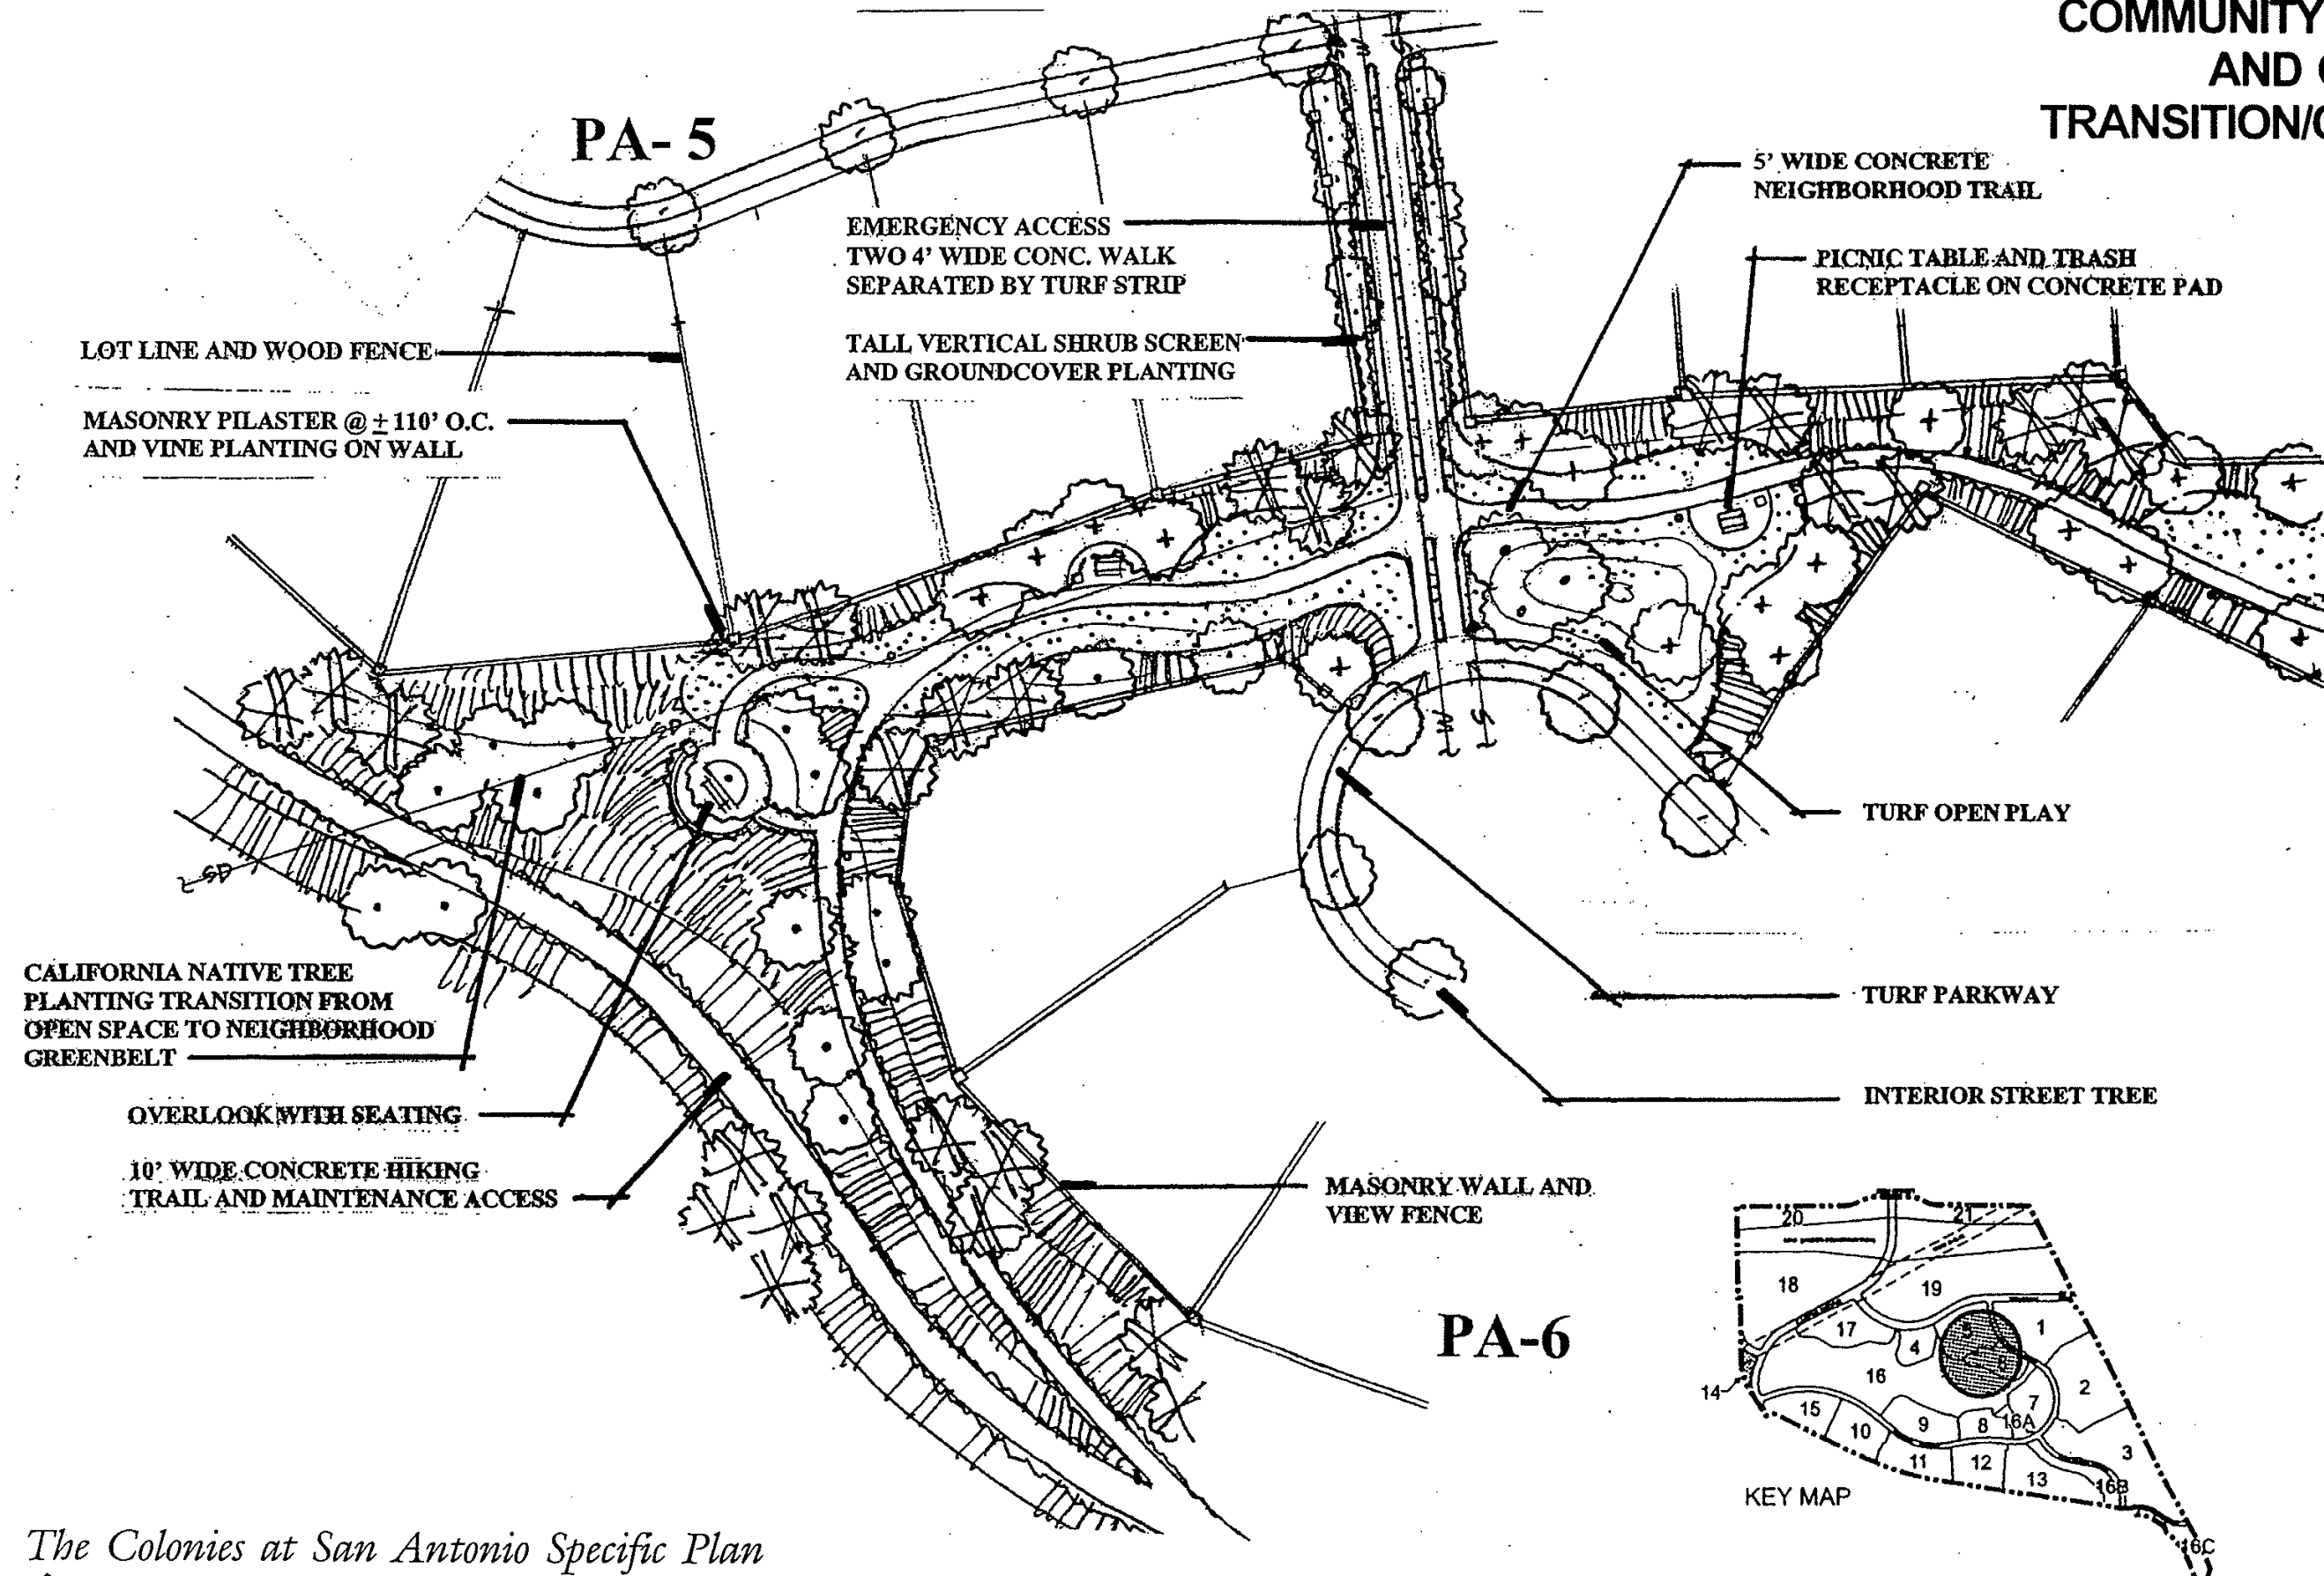 COMMUNITY
AND
TRANSITION/
PA- 5
5' WIDE CONCRETE
NEIGHBORHOOD TRAIL
EMERGENCY ACCESS
TWO 4' WIDE CONC. WALK
SEPARATED BY TURF STRIP
PICNIC TABLE AND TRASH
RECEPTACLE ON CONCRETE PAD
LOT LINE AND WOOD FENCE
TALL VERTICAL SHRUB SCREEN
AND GROUNDCOVER PLANTING
MASONRY PILASTER @ ± 110' O.C.
AND VINE PLANTING ON WALL
TURF OPEN PLAY
SD
CALIFORNIA NATIVE TREE
PLANTING TRANSITION FROM
OPEN SPACE TO NEIGHBORHOOD
GREENBELT
TURF PARKWAY
OVERLOOK WITH SEATING
INTERIOR STREET TREE
10' WIDE CONCRETE HIKING
TRAIL AND MAINTENANCE ACCESS
MASONRY WALL AND
VIEW FENCE
PA-6
20
21
18
19
17
4
5
6
1
16
2
14
15
10
9
8
16A
7
11
12
13
3
16B
16C
KEY MAP
The Colonies at San Antonio Specific Plan